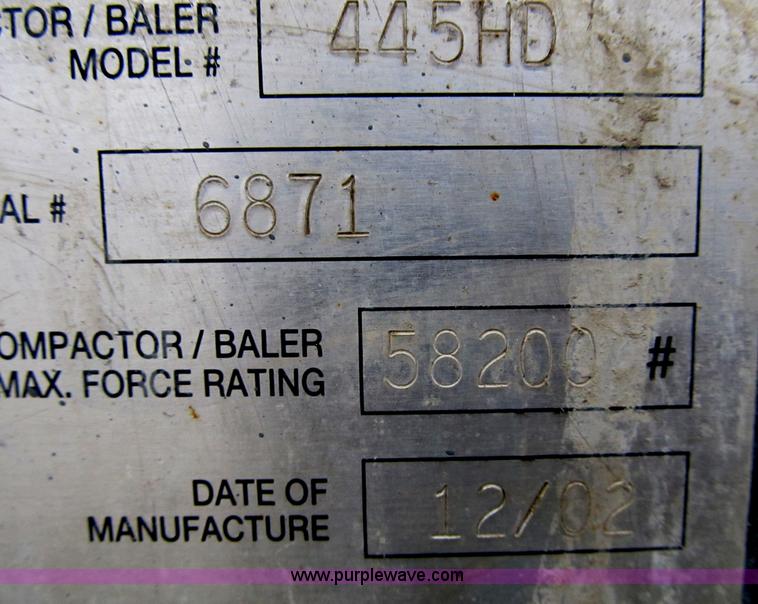 CTOR / BALER 445HD
MODEL #
AL # 6871
OMPACTOR / BALER 58200 #
MAX. FORCE RATING
DATE OF 12/02
MANUFACTURE
www.purplewave.com